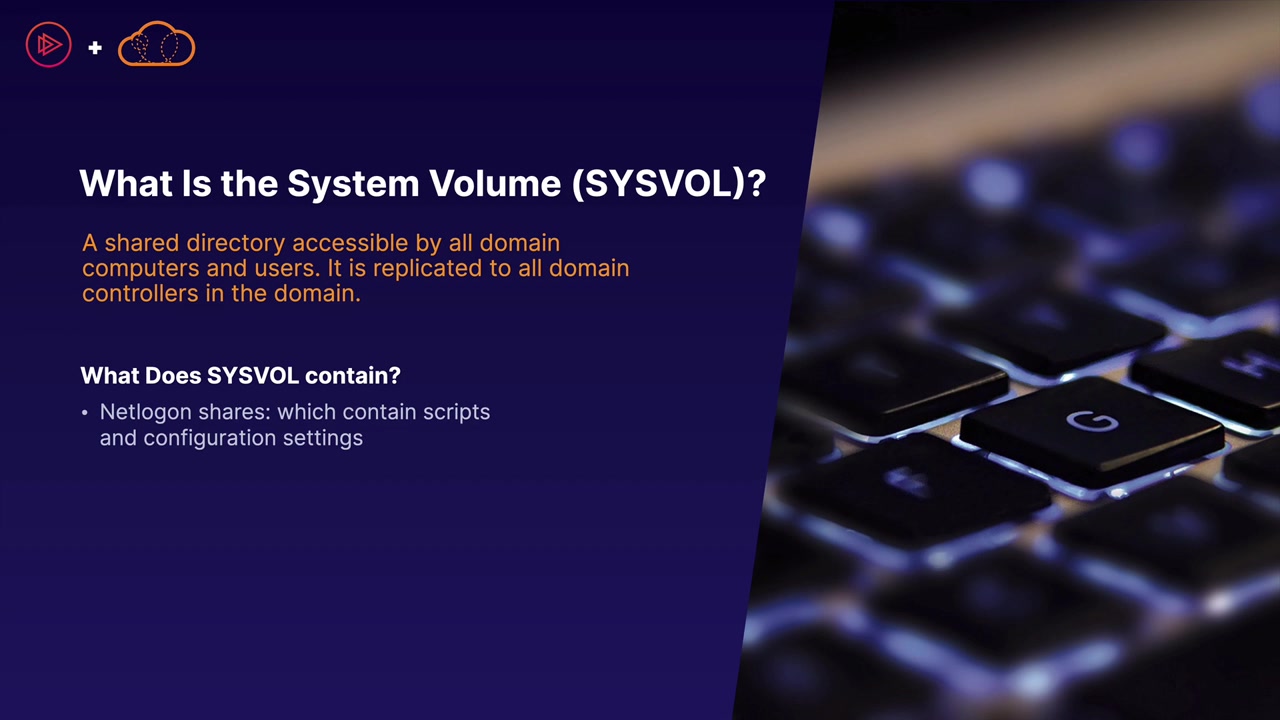 What Is the System Volume (SYSVOL)?
A shared directory accessible by all domain
computers and users. It is replicated to all domain
controllers in the domain.
What Does SYSVOL contain?
• Netlogon shares: which contain scripts
and configuration settings
G
H